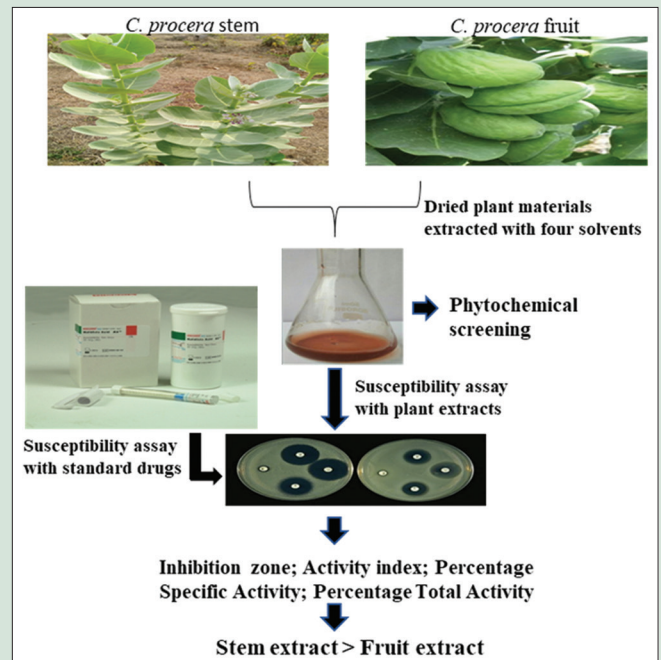 C. procera stem
C. procera fruit
Dried plant materials
extracted with four solvents
Phytochemical
screening
Susceptibility assay
with plant extracts
Susceptibility assay
with standard drugs
Inhibition zone; Activity index; Percentage
Specific Activity; Percentage Total Activity
Stem extract > Fruit extract